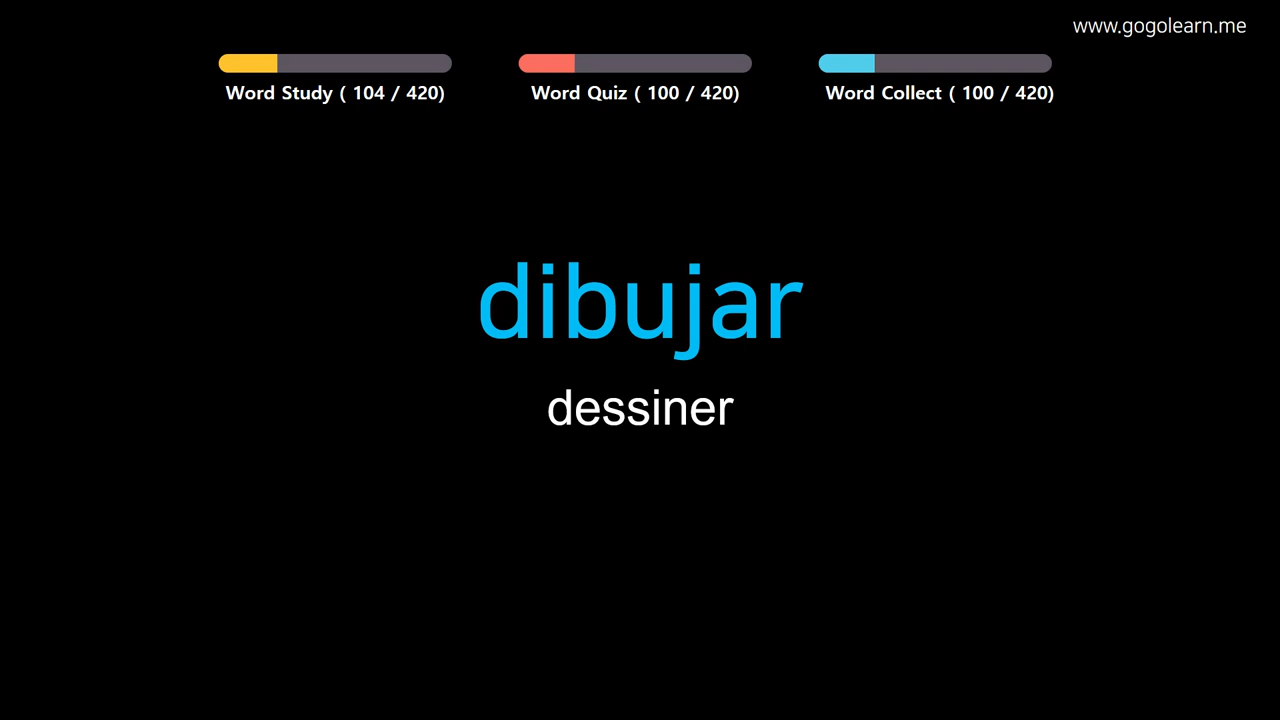 www.gogolearn.me
Word Study ( 104 / 420)
Word Quiz ( 100 / 420)
Word Collect ( 100 / 420)
dibujar
dessiner